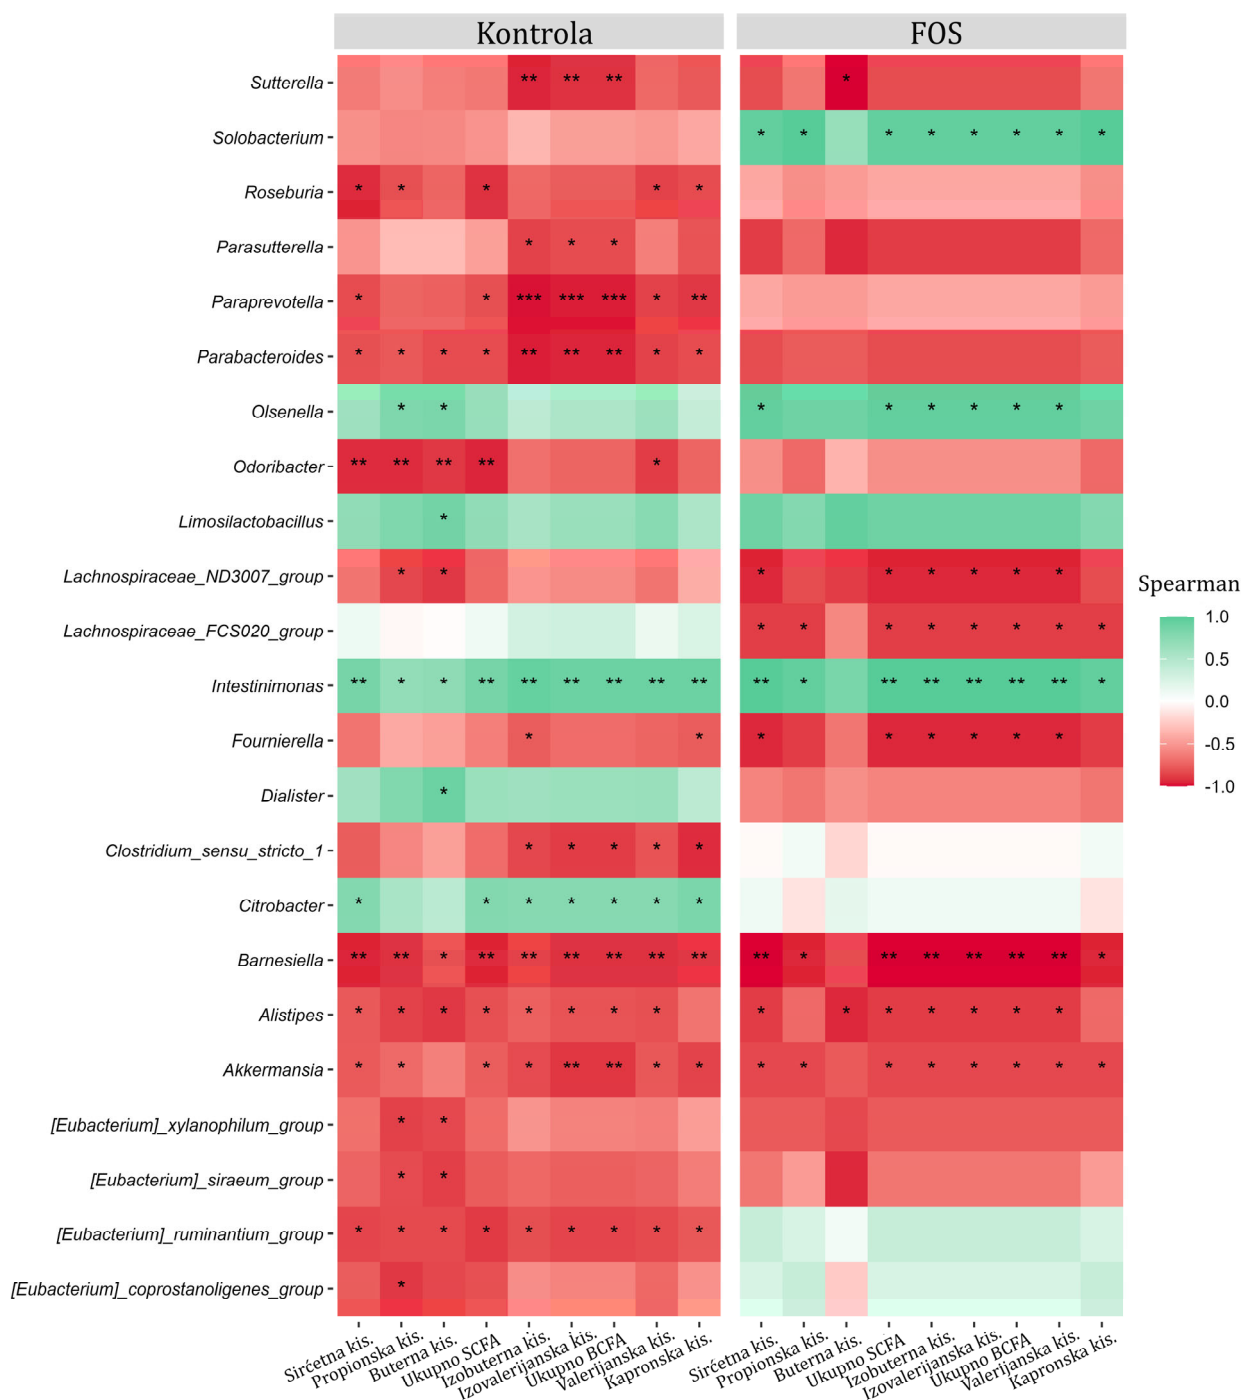 Kontrola FOS
Sutterella ** ** ** *
Solobacterium * * * * * * * *
Roseburia * * * * *
Parasutterella * * *
Paraprevotella * * *** *** *** * **
Parabacteroides * * * * ** ** ** * *
Olsenella * * * * * * * *
Odoribacter ** ** ** ** *
Limosilactobacillus *
Lachnospiraceae_ND3007_group * * * * * * * *
Lachnospiraceae_FCS020_group * * * * * * * *
Intestinimonas ** * * ** ** ** ** ** ** ** * ** ** ** ** ** *
Fournierella * * * * * * * *
Dialister *
Clostridium_sensu_stricto_1 * * * * *
Citrobacter * * * * * * *
Barnesiella ** ** * ** ** ** ** ** ** ** * ** ** ** ** ** *
Alistipes * * * * * * * * * * * * * * *
Akkermansia * * * * ** ** * * * * * * * * * *
[Eubacterium]_xylanophilum_group * *
[Eubacterium]_siraeum_group * *
[Eubacterium]_ruminantium_group * * * * * * * * *
[Eubacterium]_coprostanoligenes_group *
Sirćetna kis.
Propionska kis.
Buterna kis.
Ukupno SCFA
Izobuterna kis.
Izovalerijanska kis.
Ukupno BCFA
Valerijanska kis.
Kapronska kis.
Sirćetna kis.
Propionska kis.
Buterna kis.
Ukupno SCFA
Izobuterna kis.
Izovalerijanska kis.
Ukupno BCFA
Valerijanska kis.
Kapronska kis.
Spearman
1.0
0.5
0.0
-0.5
-1.0